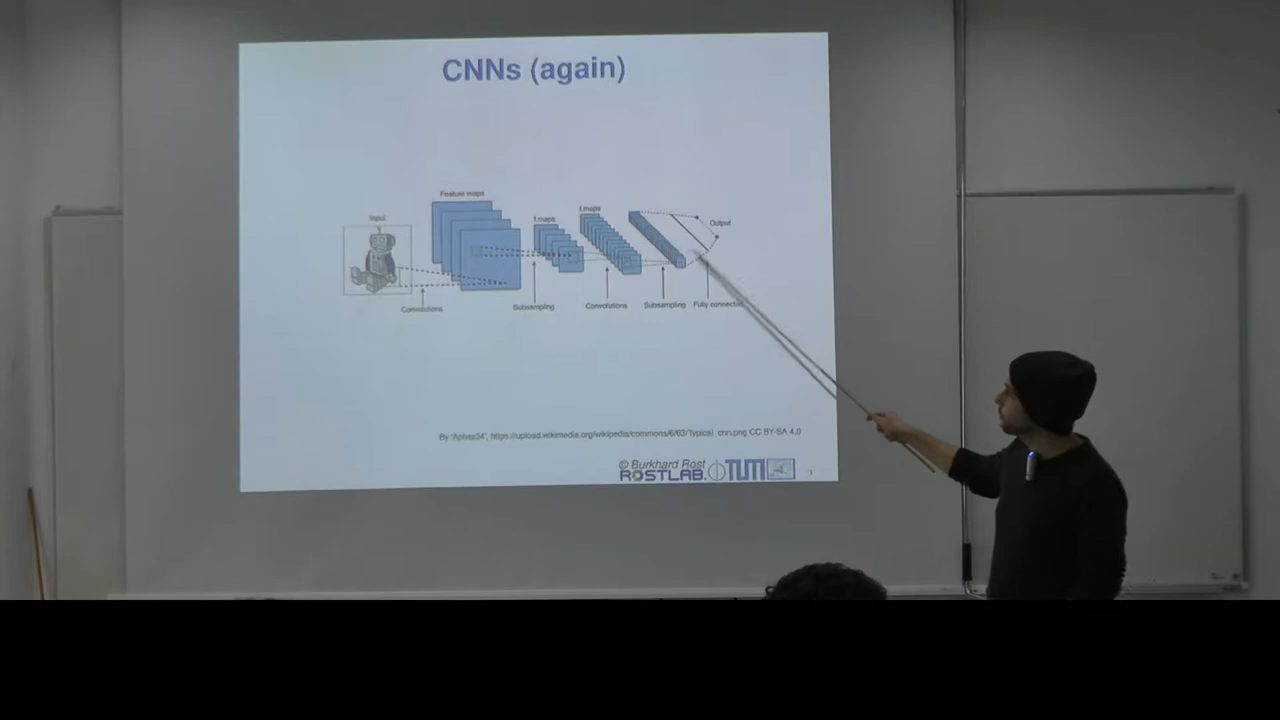 CNNs (again)
Feature maps
Input
f.maps
f.maps
Output
Convolutions
Subsampling
Convolutions
Subsampling
Fully connected
By 'Aphex34', https://upload.wikimedia.org/wikipedia/commons/6/63/Typical_cnn.png CC BY-SA 4.0
© Burkhard Rost
ROSTLAB.
TUM
1